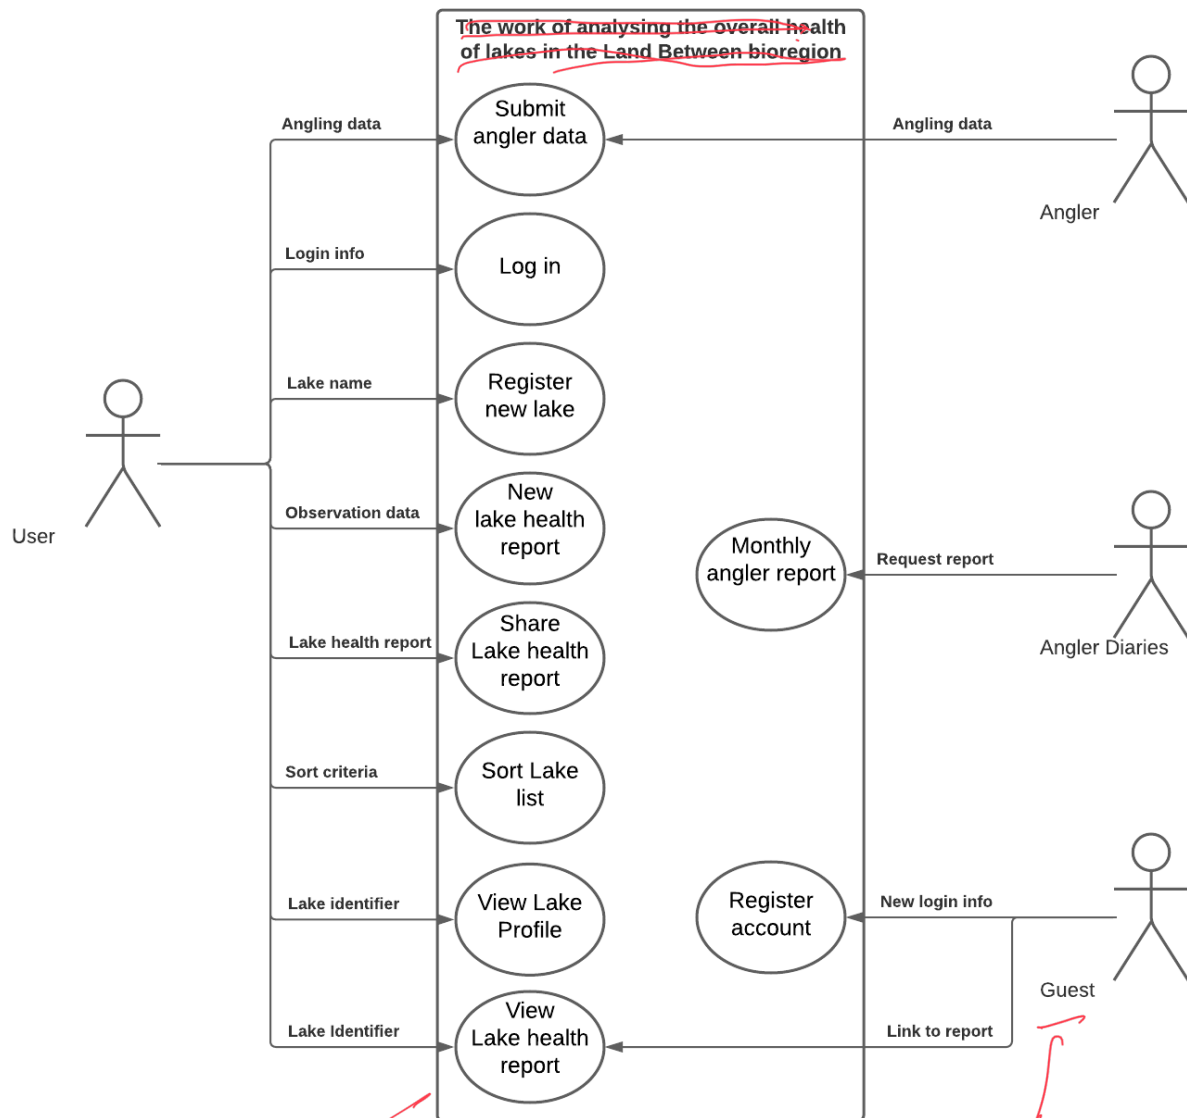 The work of analysing the overall health
of lakes in the Land Between bioregion
Submit
angler data
Angling data
Angling data
Angler
Login info
Log in
Lake name
Register
new lake
User
Observation data
New
lake health
report
Monthly
angler report
Request report
Angler Diaries
Lake health report
Share
Lake health
report
Sort criteria
Sort Lake
list
Lake identifier
View Lake
Profile
Register
account
New login info
Guest
Lake Identifier
View
Lake health
report
Link to report